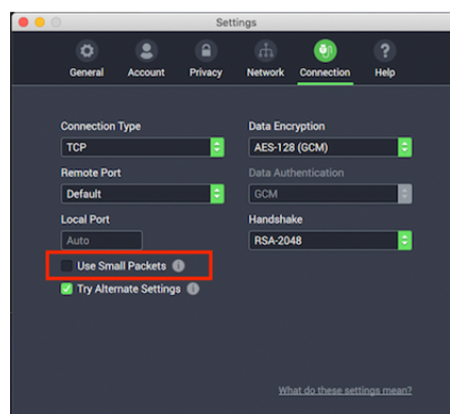 Settings
General Account Privacy Network Connection Help
Connection Type Data Encryption
TCP AES-128 (GCM)
Remote Port Data Authentication
Default GCM
Local Port Handshake
Auto RSA-2048
Use Small Packets
Try Alternate Settings
What do these settings mean?